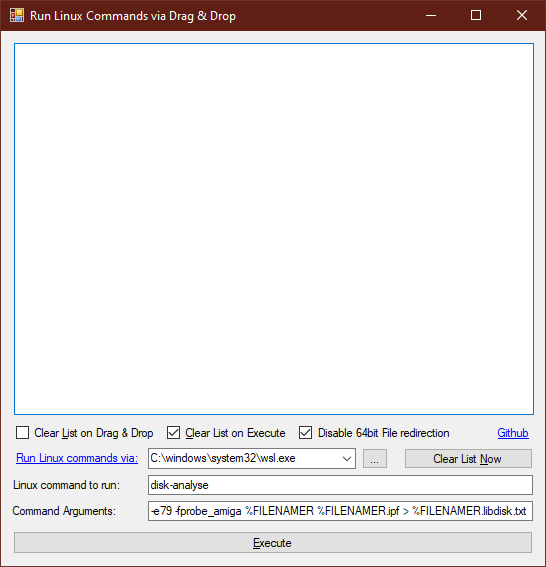 Run Linux Commands via Drag & Drop
Clear List on Drag & Drop Clear List on Execute Disable 64bit File redirection Github
Run Linux commands via: C:\windows\system32\wsl.exe ... Clear List Now
Linux command to run: disk-analyse
Command Arguments: -e79 -fprobe_amiga %FILENAMER %FILENAMER.ipf > %FILENAMER.libdisk.txt
Execute